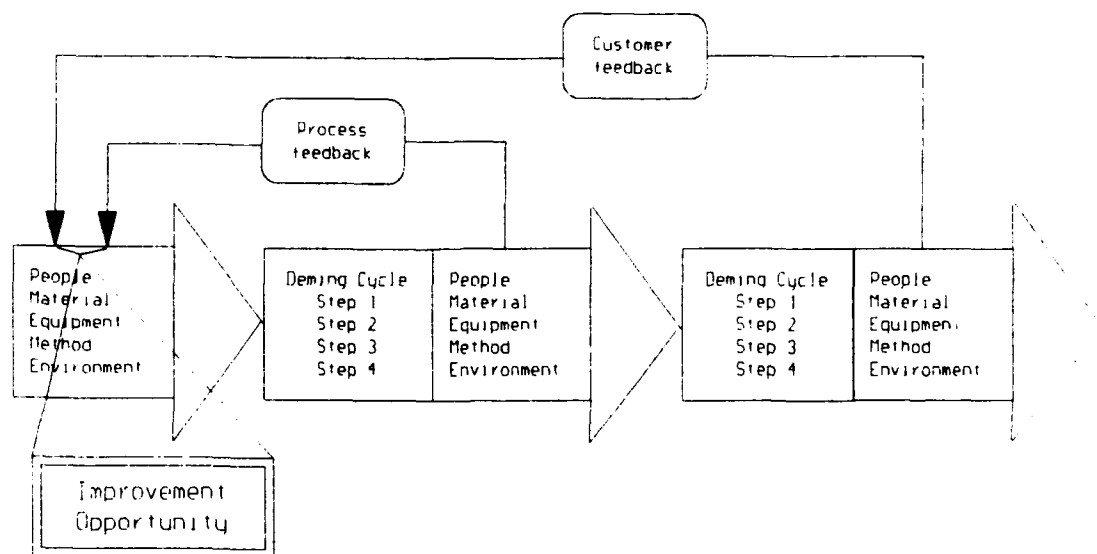 Customer
feedback
Process
feedback
People
Material
Equipment
Method
Environment
Deming Cycle
Step 1
Step 2
Step 3
Step 4
People
Material
Equipment
Method
Environment
Deming Cycle
Step 1
Step 2
Step 3
Step 4
People
Material
Equipment
Method
Environment
Improvement
Opportunity